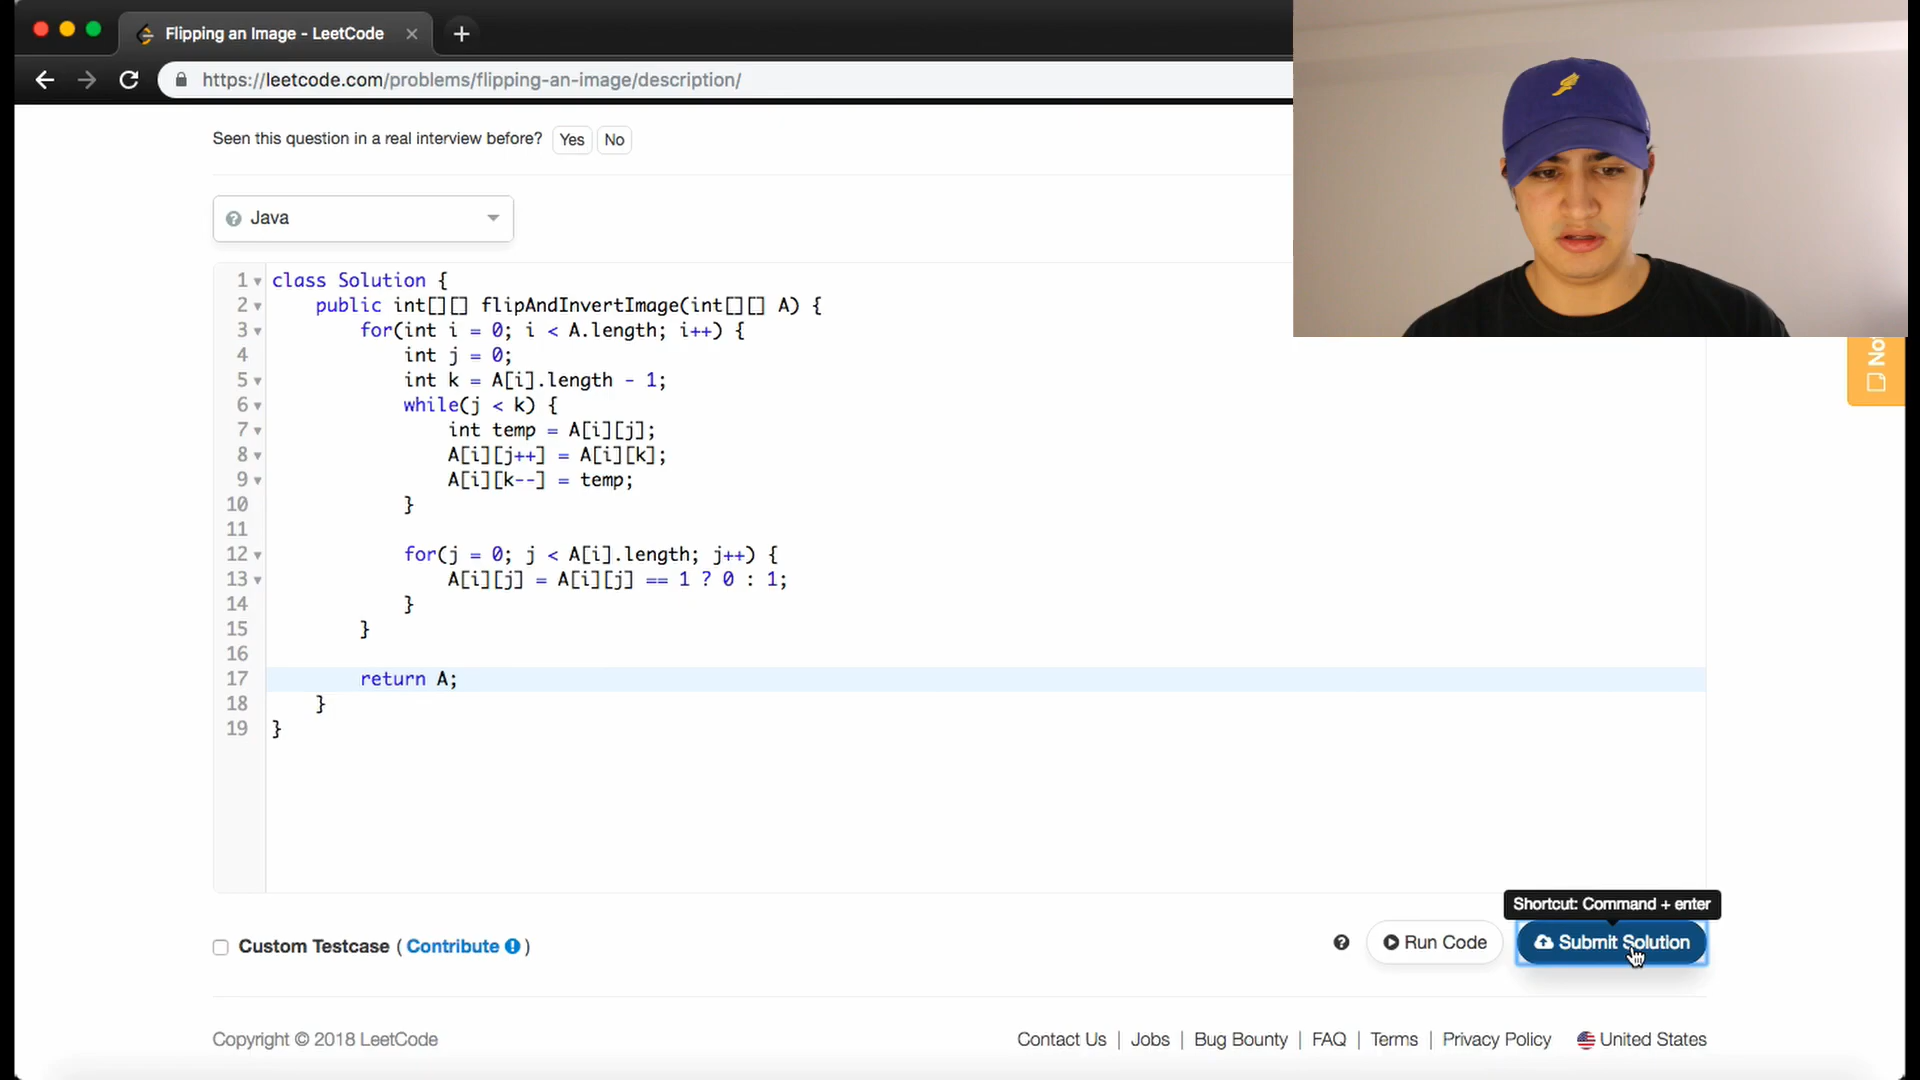 Flipping an Image - LeetCode
https://leetcode.com/problems/flipping-an-image/description/
Seen this question in a real interview before? Yes No
Java
1 class Solution {
2 public int[][] flipAndInvertImage(int[][] A) {
3 for(int i = 0; i < A.length; i++) {
4 int j = 0;
5 int k = A[i].length - 1;
6 while(j < k) {
7 int temp = A[i][j];
8 A[i][j++] = A[i][k];
9 A[i][k--] = temp;
10 }
11
12 for(j = 0; j < A[i].length; j++) {
13 A[i][j] = A[i][j] == 1 ? 0 : 1;
14 }
15 }
16
17 return A;
18 }
19 }
Shortcut: Command + enter
Custom Testcase ( Contribute )
Run Code
Submit Solution
Copyright © 2018 LeetCode
Contact Us | Jobs | Bug Bounty | FAQ | Terms | Privacy Policy
United States